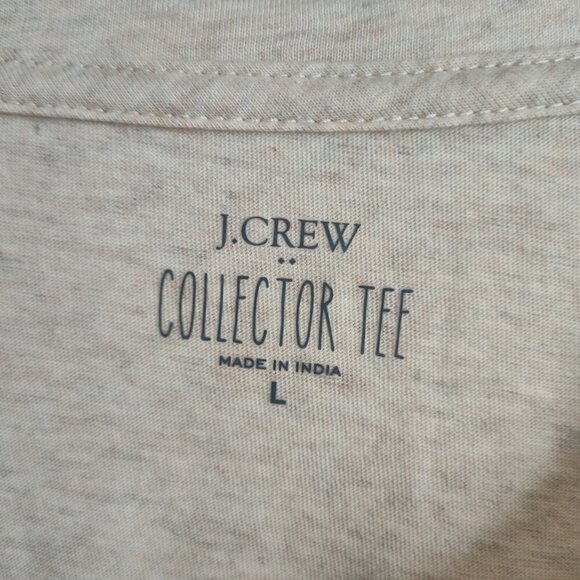 J.CREW
COLLECTOR TEE
MADE IN INDIA
L